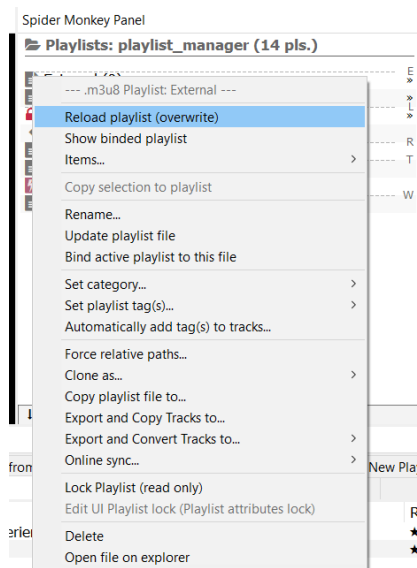 Spider Monkey Panel
Playlists: playlist_manager (14 pls.)
E
--- .m3u8 Playlist: External ---
L
Reload playlist (overwrite)
Show binded playlist
R
Items...
T
Copy selection to playlist
W
Rename...
Update playlist file
Bind active playlist to this file
Set category...
Set playlist tag(s)...
Automatically add tag(s) to tracks...
Force relative paths...
Clone as...
Copy playlist file to...
Export and Copy Tracks to...
Export and Convert Tracks to...
Online sync...
from
New Play
Lock Playlist (read only)
Edit UI Playlist lock (Playlist attributes lock)
R
erie
Delete
Open file on explorer